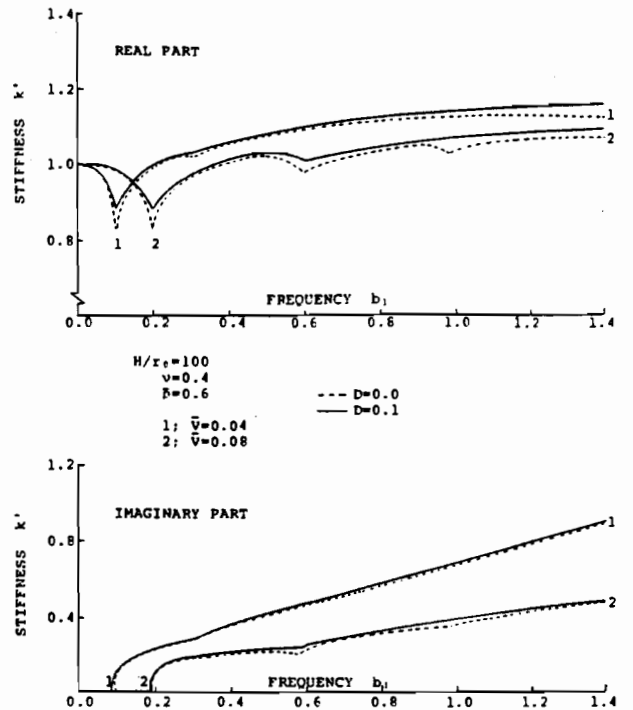 1.4
REAL PART
1.2
STIFFNESS k'
1.0
0.8
1
2
1
2
FREQUENCY b₁
0.0 0.2 0.4 0.6 0.8 1.0 1.2 1.4
H/r₀=100
ν=0.4
p̄=0.6
--- D=0.0
— D=0.1
1; V̄=0.04
2; V̄=0.08
1.2
IMAGINARY PART
0.8
STIFFNESS k'
0.4
1
2
1
2
FREQUENCY b₁
0.0 0.2 0.4 0.6 0.8 1.0 1.2 1.4